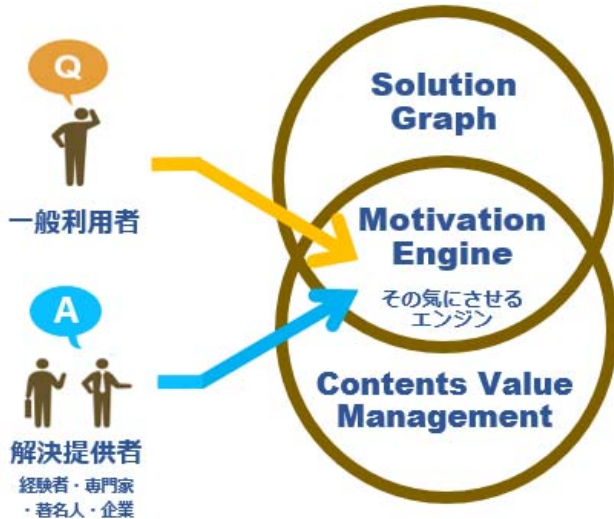 Q
一般利用者
A
解決提供者
経験者・専門家
・著名人・企業
Solution
Graph
Motivation
Engine
その気にさせる
エンジン
Contents Value
Management